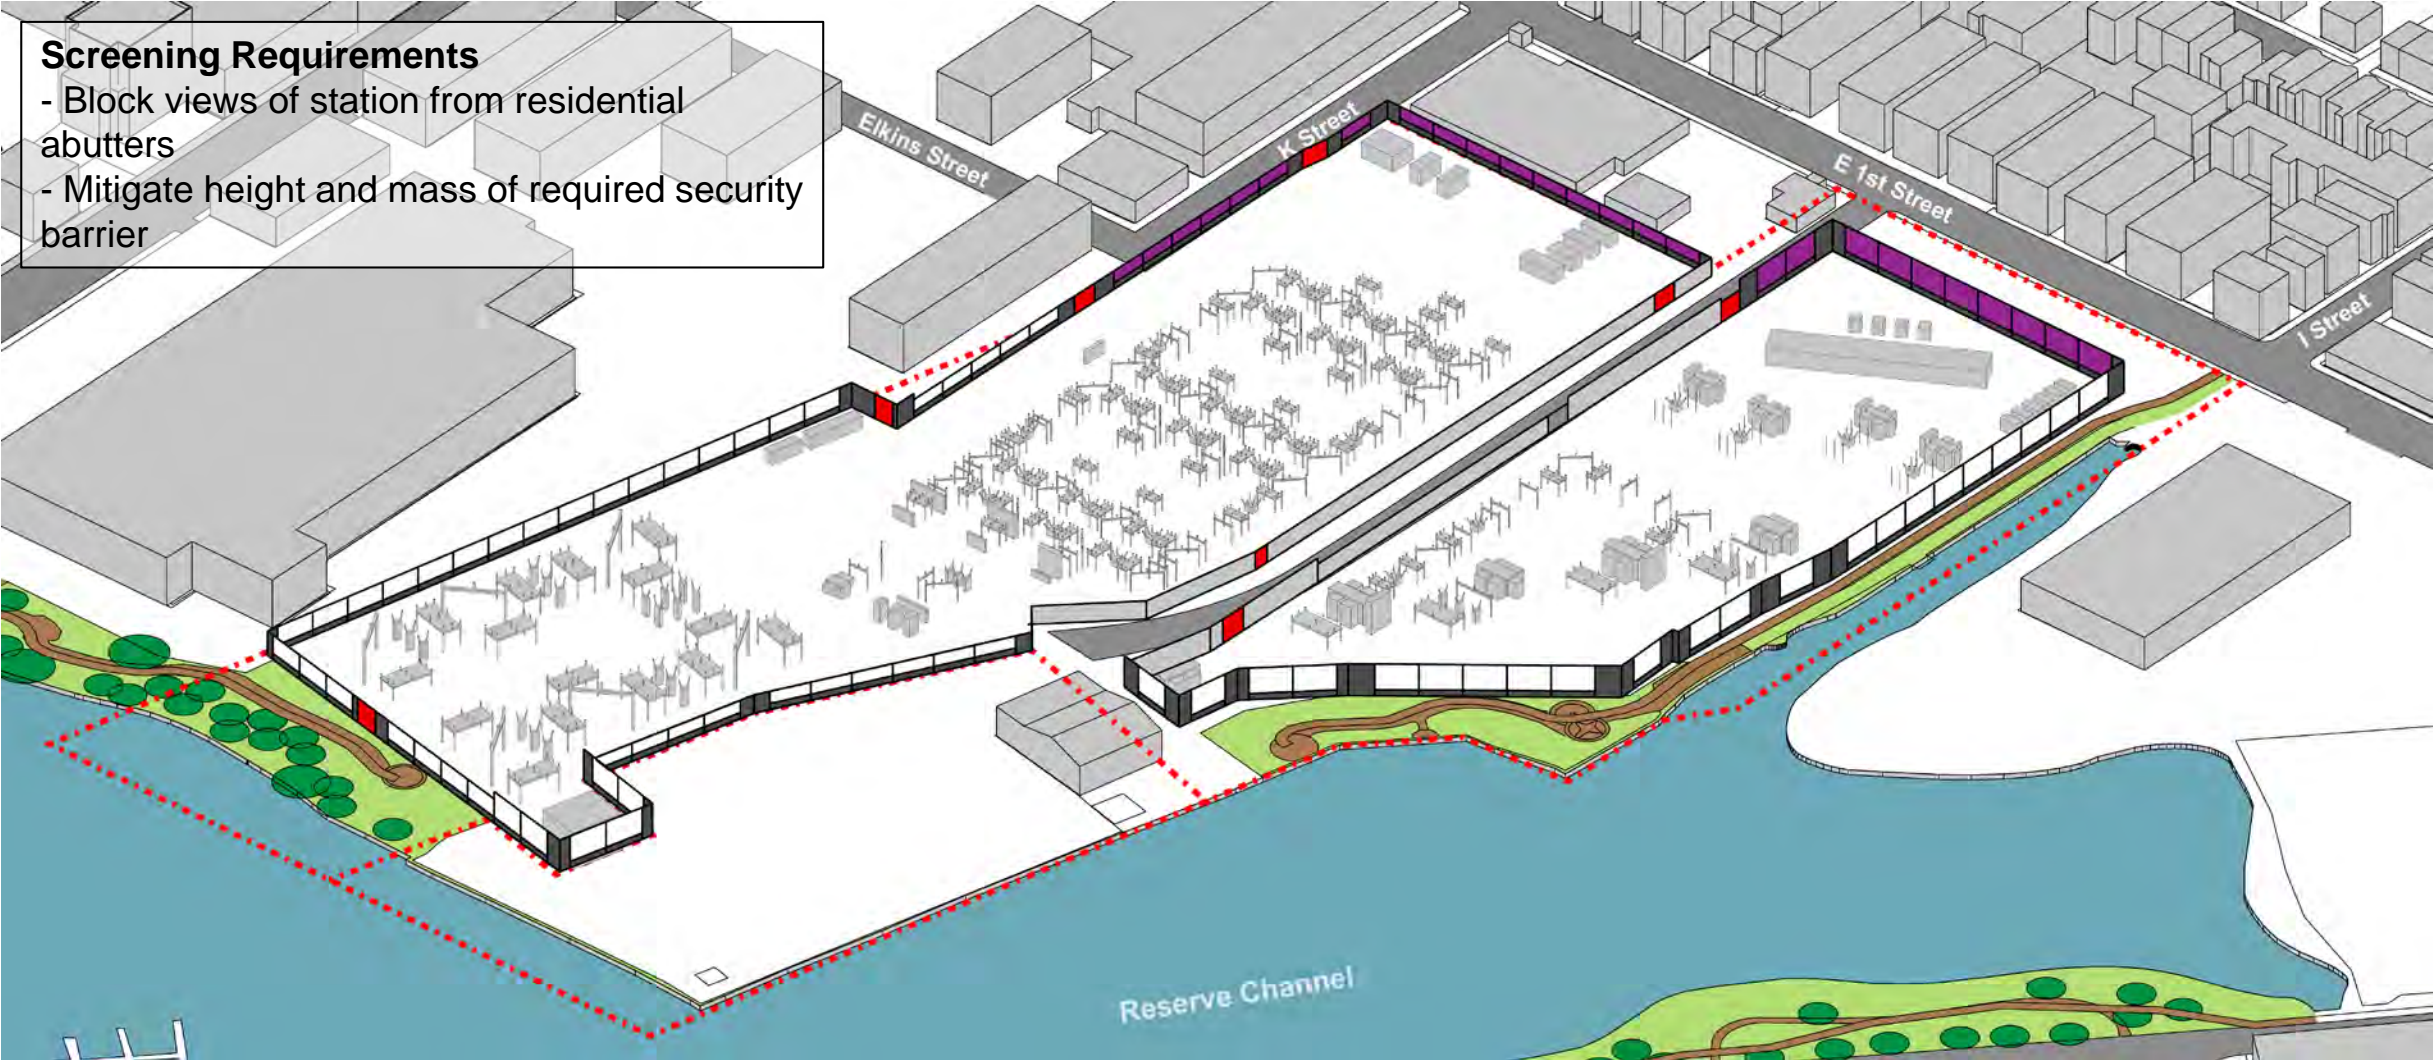 Screening Requirements
- Block views of station from residential
abutters
- Mitigate height and mass of required security
barrier
Elkins Street
K Street
E 1st Street
I Street
Reserve Channel